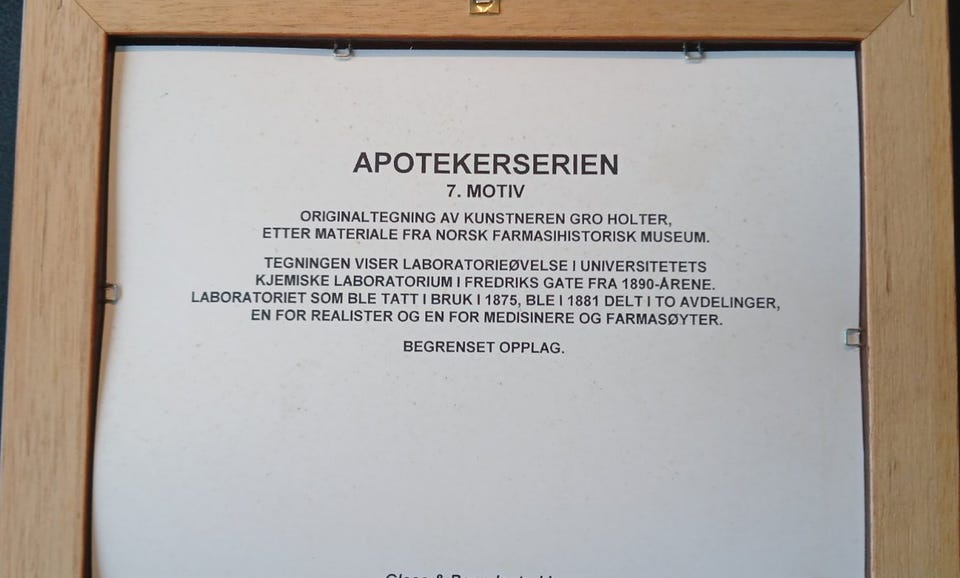 APOTEKERSERIEN
7. MOTIV
ORIGINALTEGNING AV KUNSTNEREN GRO HOLTER,
ETTER MATERIALE FRA NORSK FARMASIHISTORISK MUSEUM.
TEGNINGEN VISER LABORATORIEØVELSE I UNIVERSITETETS
KJEMISKE LABORATORIUM I FREDRIKS GATE FRA 1890-ÅRENE.
LABORATORIET SOM BLE TATT I BRUK I 1875, BLE I 1881 DELT I TO AVDELINGER,
EN FOR REALISTER OG EN FOR MEDISINERE OG FARMASØYTER.
BEGRENSET OPPLAG.